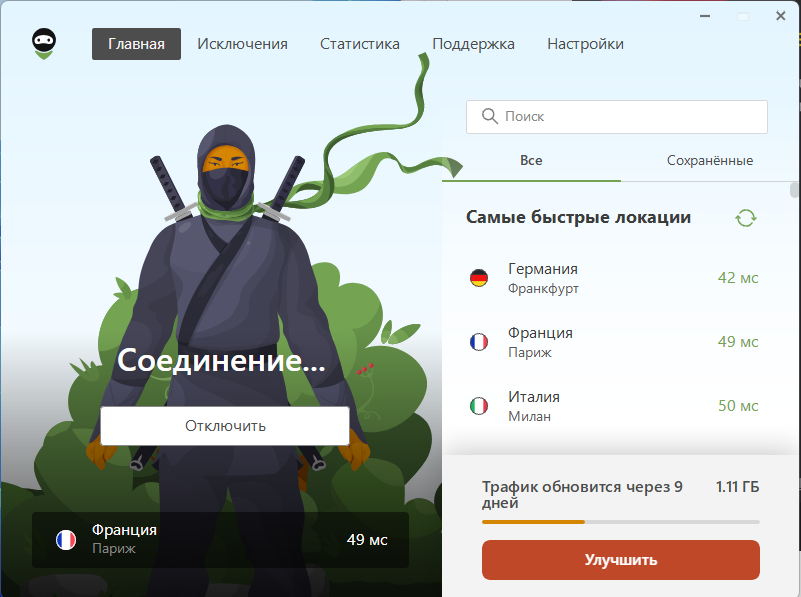 Главная
Исключения
Статистика
Поддержка
Настройки
Поиск
Все
Сохранённые
Самые быстрые локации
Германия
Франкфурт
42 мс
Франция
Париж
49 мс
Италия
Милан
50 мс
Соединение...
Отключить
Франция
Париж
49 мс
Трафик обновится через 9
дней
1.11 ГБ
Улучшить